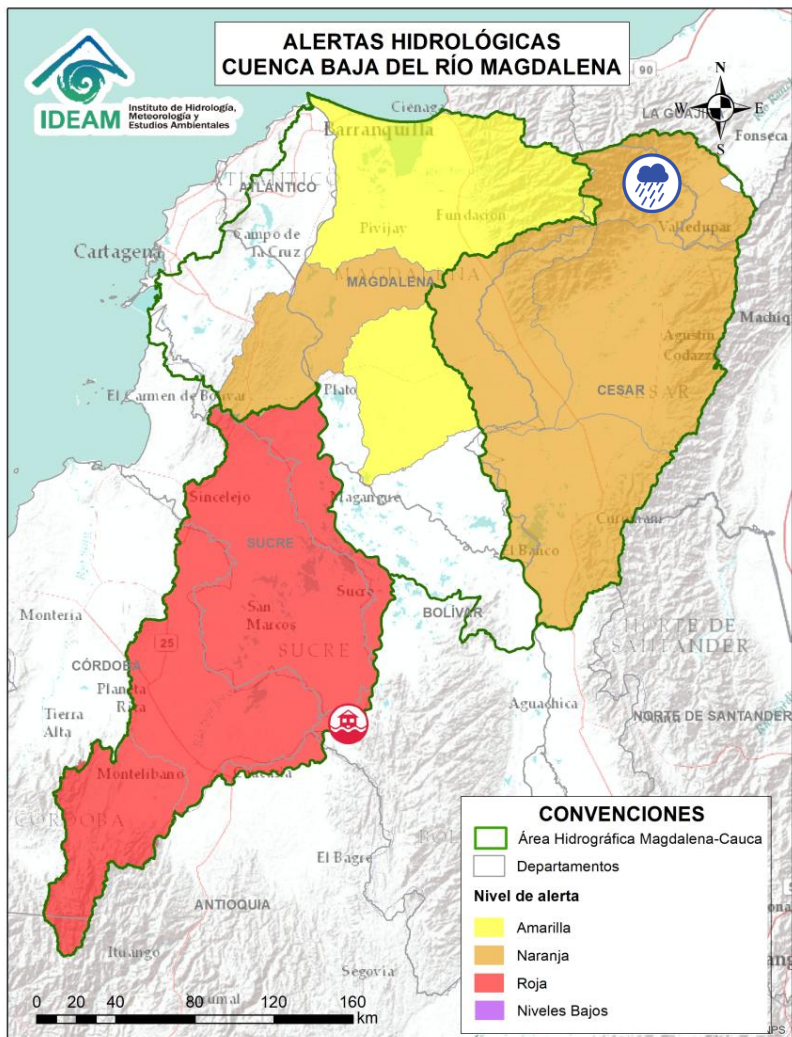 ALERTAS HIDROLÓGICAS
CUENCA BAJA DEL RÍO MAGDALENA
IDEAM
Instituto de Hidrología,
Meteorología y
Estudios Ambientales
N
W
E
S
90
Ciénaga
LA GUAJIRA
Barranquilla
Fonseca
ATLÁNTICO
Pivijay
Fundación
Valledupar
Campo de
la Cruz
Cartagena
MAGDALENA
MAGDALENA
Agustín
Codazzi
El Carmen de Bolívar
Plato
CESAR
Sincelejo
Magangué
SUCRE
El Banco
Sucre
San
Marcos
BOLÍVAR
Montería
SUCRE
NORTE DE
SANTANDER
25
CÓRDOBA
Planeta
Rica
Aguachica
Tierra
Alta
NORTE DE SANTANDER
Montelíbano
CÓRDOBA
El Bagre
ANTIOQUIA
Ituango
Segovia
CONVENCIONES
Área Hidrográfica Magdalena-Cauca
Departamentos
Nivel de alerta
Amarilla
Naranja
Roja
Niveles Bajos
0 20 40 80 120 160
km